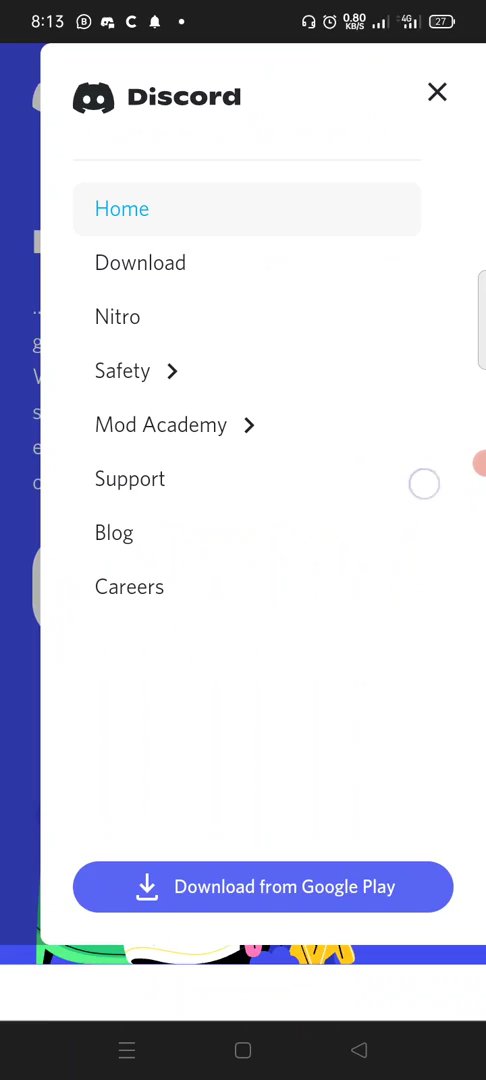 8:13 0.80 KB/S 4G 27
Discord
Home
Download
Nitro
Safety
Mod Academy
Support
Blog
Careers
Download from Google Play